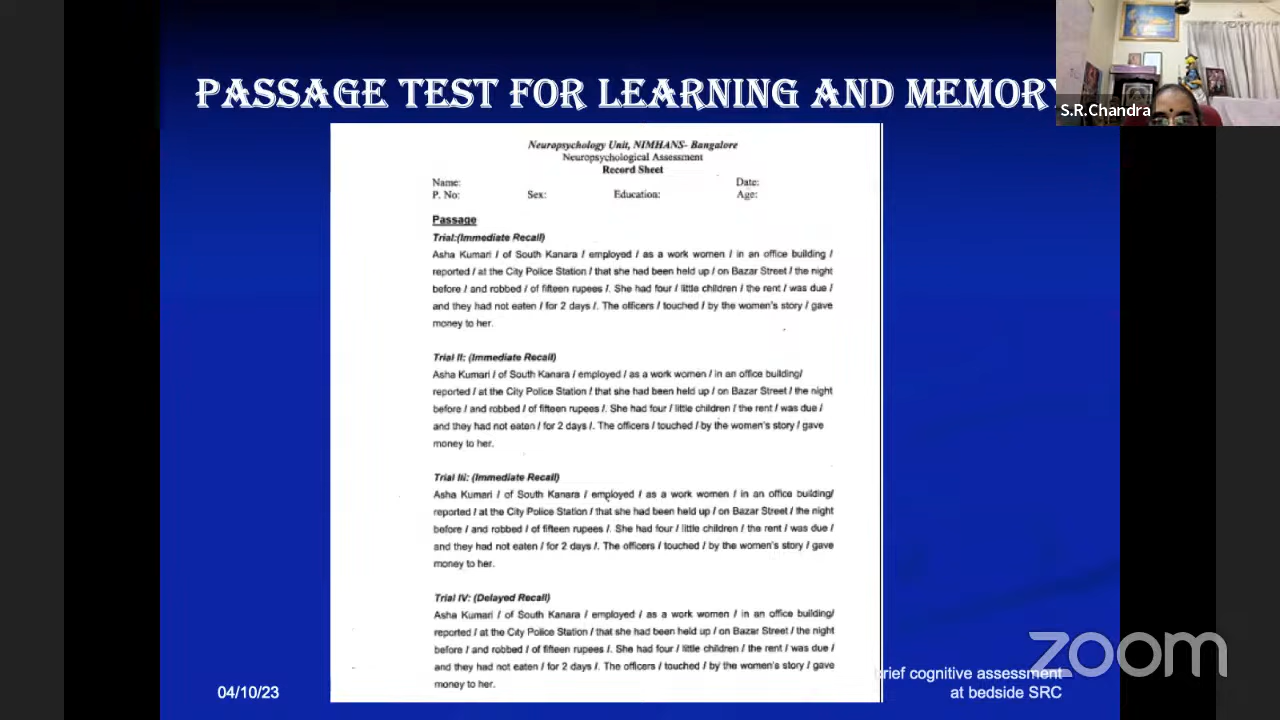 PASSAGE TEST FOR LEARNING AND MEMORY
S.R.Chandra
Neuropsychology Unit, NIMHANS- Bangalore
Neuropsychological Assessment
Record Sheet
Name: Date:
P. No: Sex: Education: Age:
Passage
Trial:(Immediate Recall)
Asha Kumari / of South Kanara / employed / as a work women / in an office building /
reported / at the City Police Station / that she had been held up / on Bazar Street / the night
before / and robbed / of fifteen rupees /. She had four / little children / the rent / was due /
and they had not eaten / for 2 days /. The officers / touched / by the women's story / gave
money to her.
Trial II: (Immediate Recall)
Asha Kumari / of South Kanara / employed / as a work women / in an office building/
reported / at the City Police Station / that she had been held up / on Bazar Street / the night
before / and robbed / of fifteen rupees /. She had four / little children / the rent / was due /
and they had not eaten / for 2 days /. The officers / touched / by the women's story / gave
money to her.
Trial Iii: (Immediate Recall)
Asha Kumari / of South Kanara / employed / as a work women / in an office building/
reported / at the City Police Station / that she had been held up / on Bazar Street / the night
before / and robbed / of fifteen rupees /. She had four / little children / the rent / was due /
and they had not eaten / for 2 days /. The officers / touched / by the women's story / gave
money to her.
Trial IV: (Delayed Recall)
Asha Kumari / of South Kanara / employed / as a work women / in an office building/
reported / at the City Police Station / that she had been held up / on Bazar Street / the night
before / and robbed / of fifteen rupees /. She had four / little children / the rent / was due /
and they had not eaten / for 2 days /. The officers / touched / by the women's story / gave
money to her.
04/10/23
brief cognitive assessment
at bedside SRC
zoom